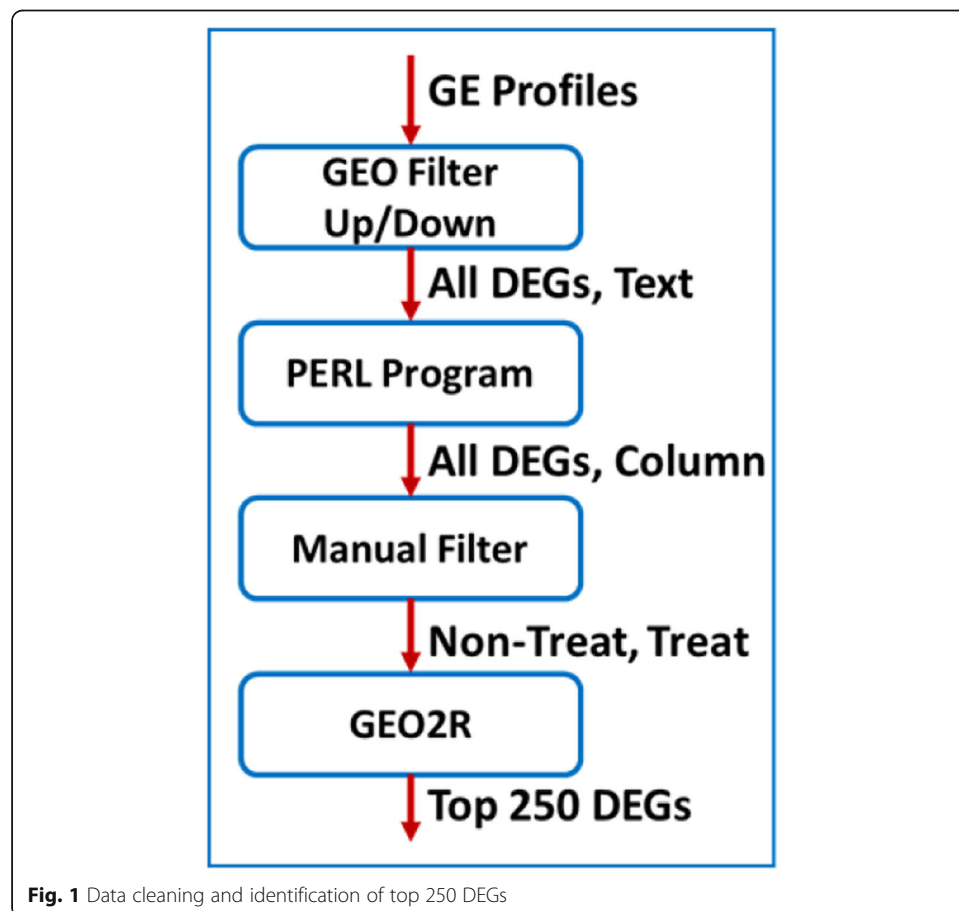 GE Profiles
GEO Filter
Up/Down
All DEGs, Text
PERL Program
All DEGs, Column
Manual Filter
Non-Treat, Treat
GEO2R
Top 250 DEGs
Fig. 1 Data cleaning and identification of top 250 DEGs